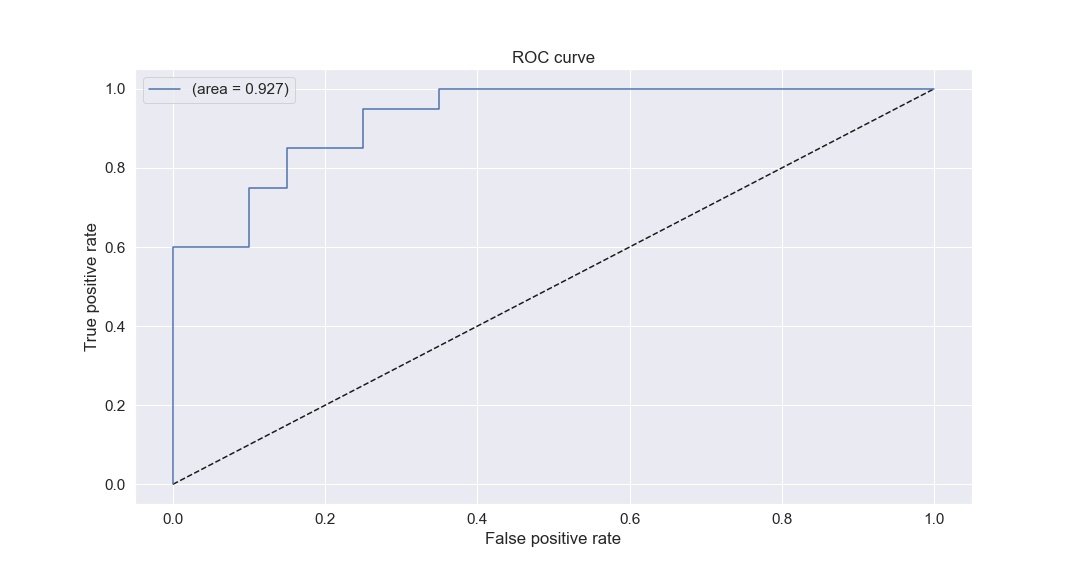 ROC curve
(area = 0.927)
True positive rate
1.0
0.8
0.6
0.4
0.2
0.0
0.0 0.2 0.4 0.6 0.8 1.0
False positive rate